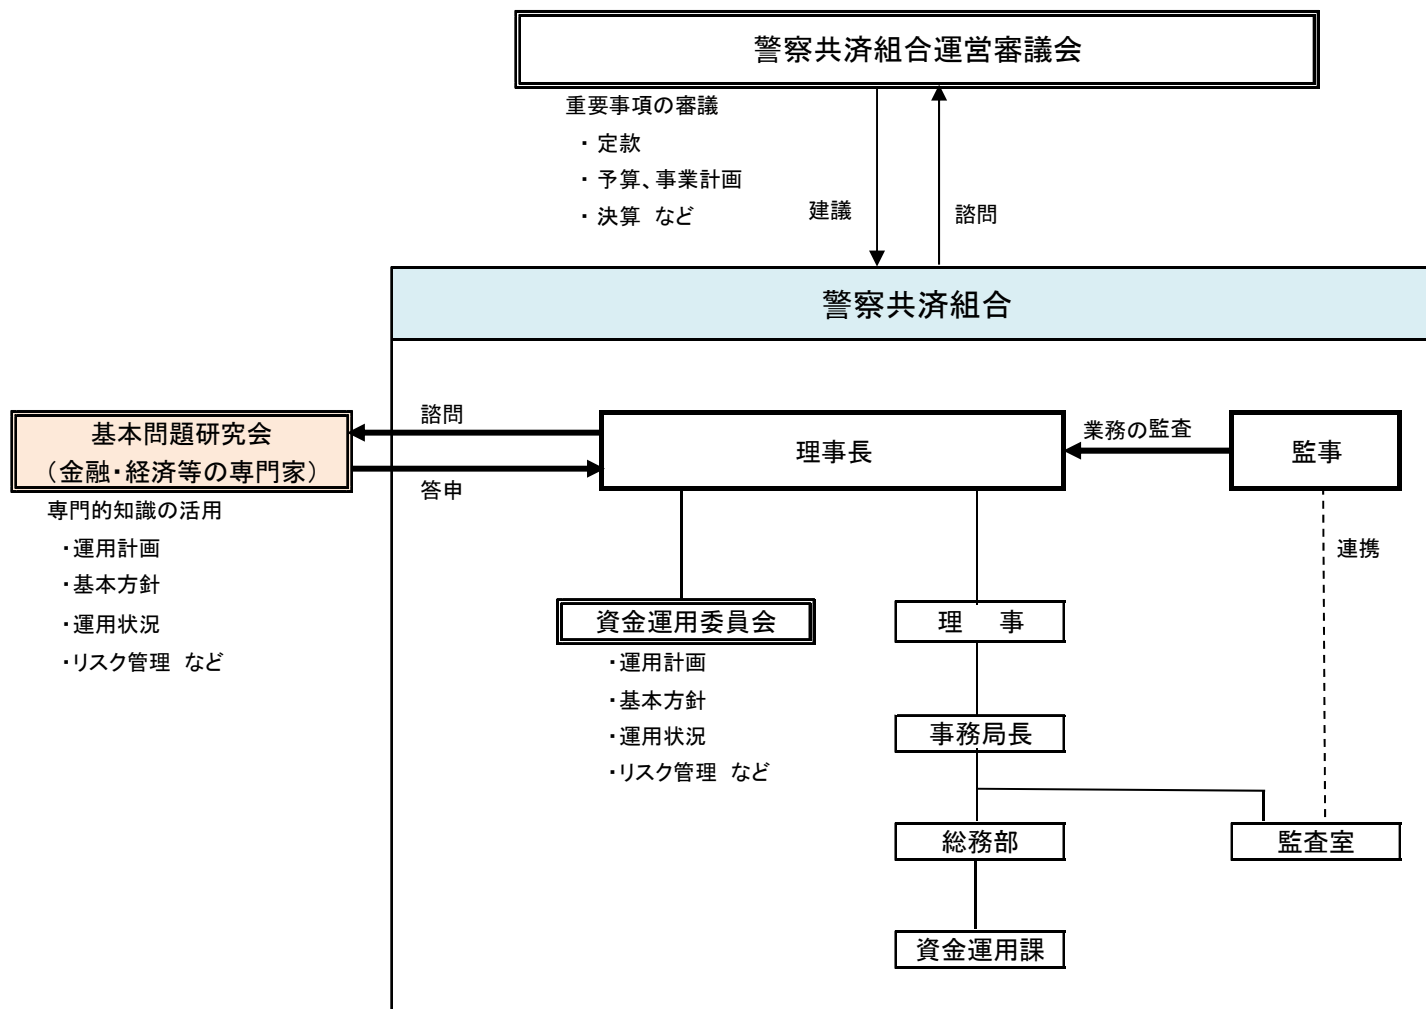 警察共済組合運営審議会
重要事項の審議
・ 定款
・ 予算、事業計画
・ 決算 など
建議
諮問
警察共済組合
基本問題研究会
（金融・経済等の専門家）
専門的知識の活用
・運用計画
・基本方針
・運用状況
・リスク管理 など
諮問
答申
理事長
業務の監査
監事
連携
資金運用委員会
・運用計画
・基本方針
・運用状況
・リスク管理 など
理　事
事務局長
総務部
監査室
資金運用課